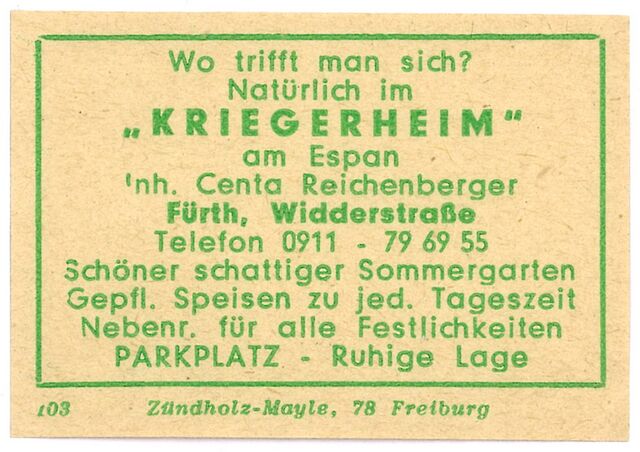 Wo trifft man sich?
Natürlich im
„KRIEGERHEIM"
am Espan
Inh. Centa Reichenberger
Fürth, Widderstraße
Telefon 0911 - 79 69 55
Schöner schattiger Sommergarten
Gepfl. Speisen zu jed. Tageszeit
Nebenr. für alle Festlichkeiten
PARKPLATZ - Ruhige Lage
103 Zündholz-Mayle, 78 Freiburg